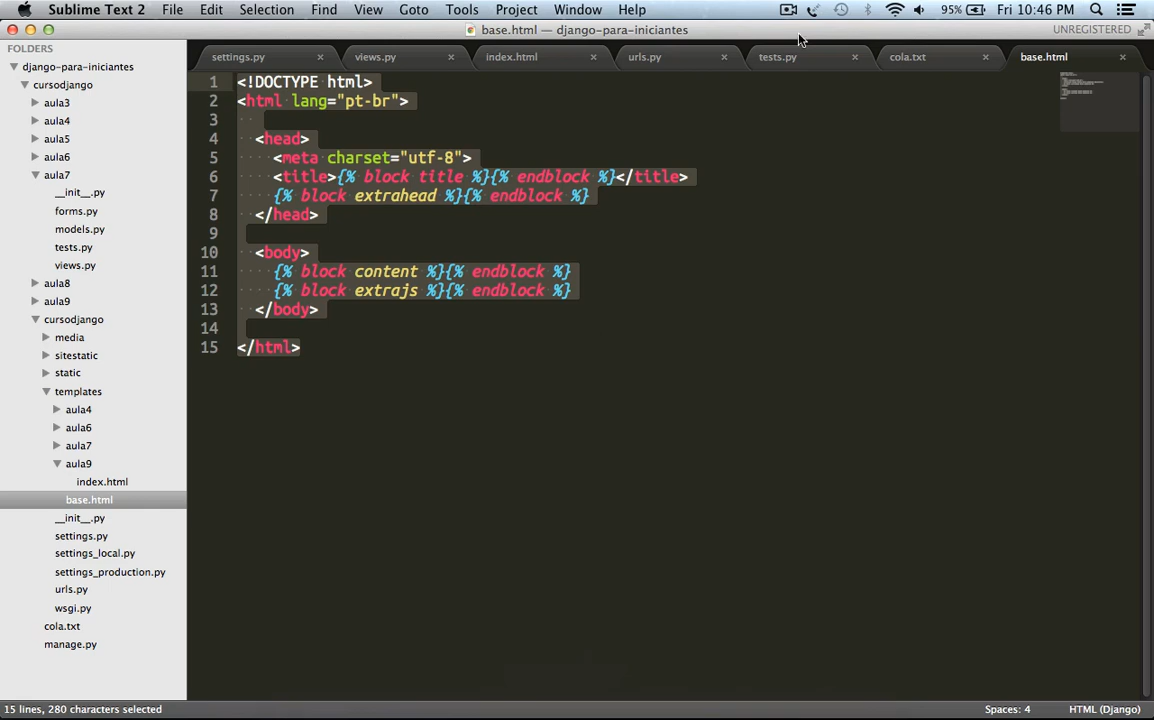 Sublime Text 2 File Edit Selection Find View Goto Tools Project Window Help 95% Fri 10:46 PM
base.html — django-para-iniciantes UNREGISTERED
settings.py × views.py × index.html × urls.py × tests.py × cola.txt × base.html ×
FOLDERS
django-para-iniciantes
cursodjango
aula3
aula4
aula5
aula6
aula7
__init__.py
forms.py
models.py
tests.py
views.py
aula8
aula9
cursodjango
media
sitestatic
static
templates
aula4
aula6
aula7
aula9
index.html
base.html
__init__.py
settings.py
settings_local.py
settings_production.py
urls.py
wsgi.py
cola.txt
manage.py
1 <!DOCTYPE html>
2 <html lang="pt-br">
3
4 <head>
5 <meta charset="utf-8">
6 <title>{% block title %}{% endblock %}</title>
7 {% block extrahead %}{% endblock %}
8 </head>
9
10 <body>
11 {% block content %}{% endblock %}
12 {% block extrajs %}{% endblock %}
13 </body>
14
15 </html>
15 lines, 280 characters selected Spaces: 4 HTML (Django)